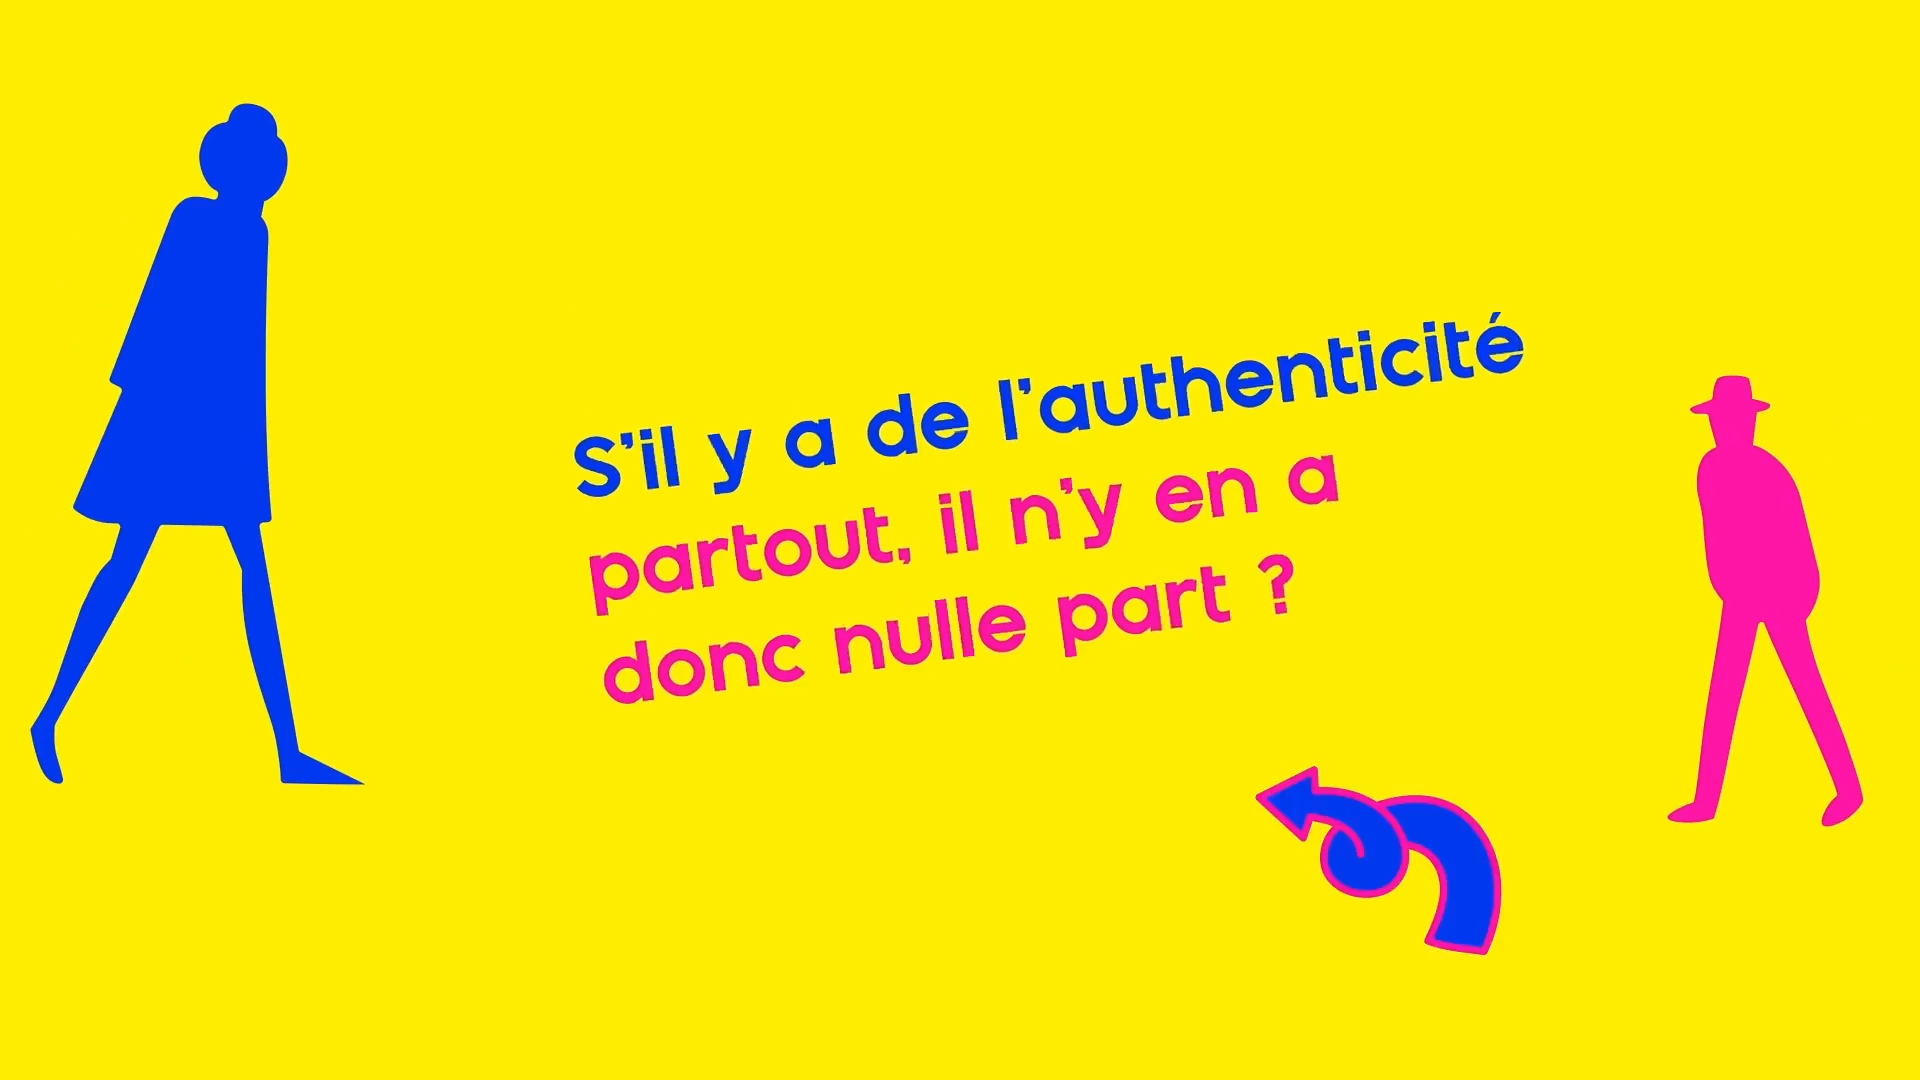 S'il y a de l'authenticité
partout, il n'y en a
donc nulle part ?